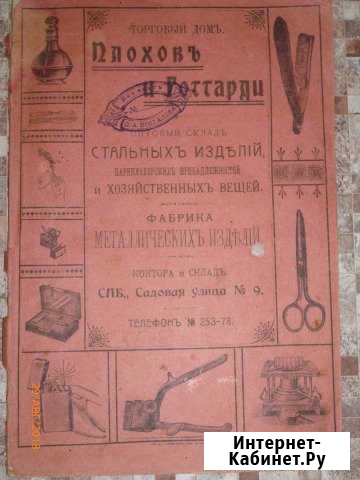 Торговый домъ.
Плоховъ
и Готгарди
Оптовый складъ
стальныхъ издѣлій,
парикмахерскихъ принадлежностей
и хозяйственныхъ вещей.
Фабрика
металлическихъ издѣлій
Контора и складъ
СПБ., Садовая улица № 9.
Телефонъ № 253-78.
Интернет-
Кабинет.Ру